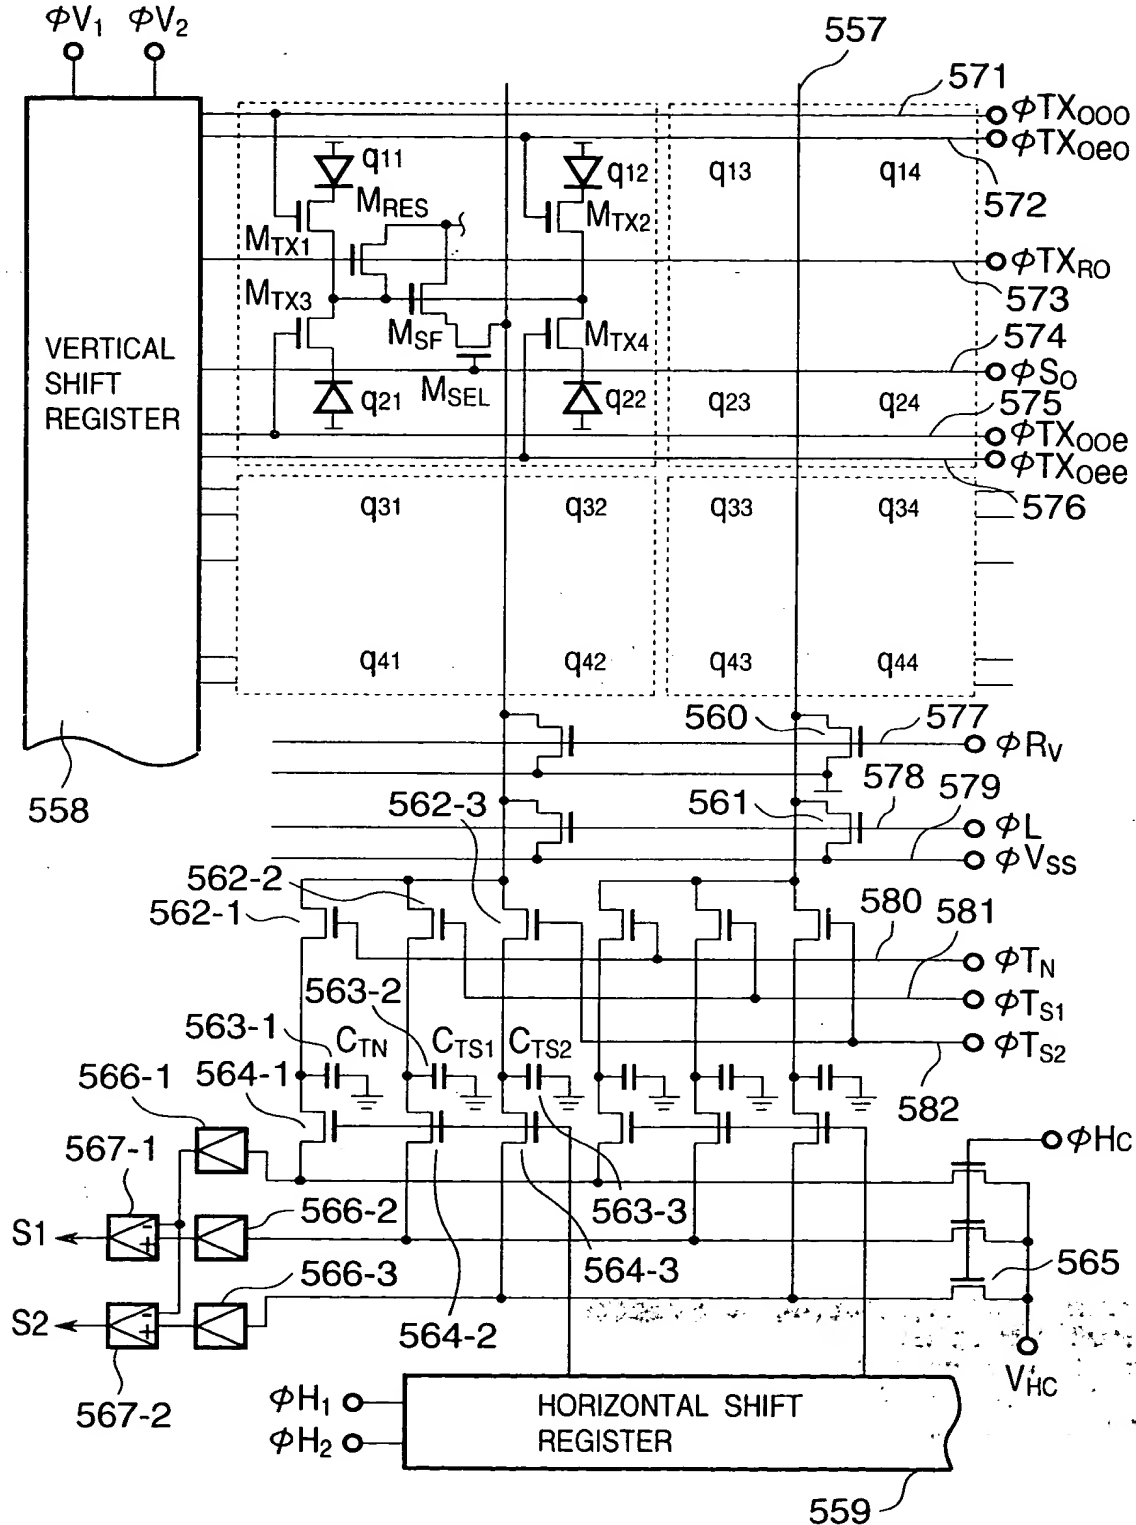 ϕV1 ϕV2
557
571
ϕTXOOO
ϕTXOeO
572
q11 q12 q13 q14
MRES
MTX1 MTX2
ϕTXRO
573
MTX3
MSF MTX4
574
VERTICAL
SHIFT
REGISTER
MSEL
ϕSO
575
q21 q22 q23 q24
ϕTXOOe
ϕTXOee
576
q31 q32 q33 q34
q41 q42 q43 q44
558
560 577
ϕRV
562-3 561 578 579
ϕL
ϕVSS
562-2
562-1
580 581
ϕTN
ϕTS1
ϕTS2
582
563-2
563-1
CTN CTS1 CTS2
564-1
566-1
567-1
ϕHC
563-3
566-2
S1
564-3
565
566-3
S2
564-2
567-2
VHC
ϕH1
ϕH2
HORIZONTAL SHIFT
REGISTER
559